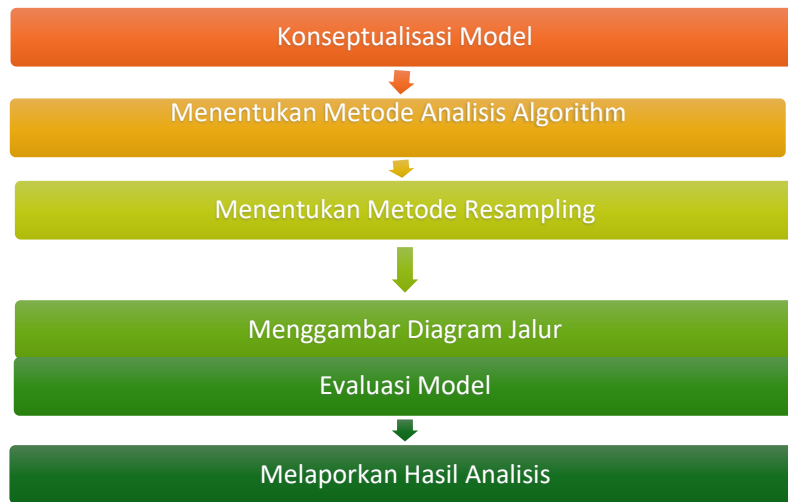 Konseptualisasi Model
Menentukan Metode Analisis Algorithm
Menentukan Metode Resampling
Menggambar Diagram Jalur
Evaluasi Model
Melaporkan Hasil Analisis